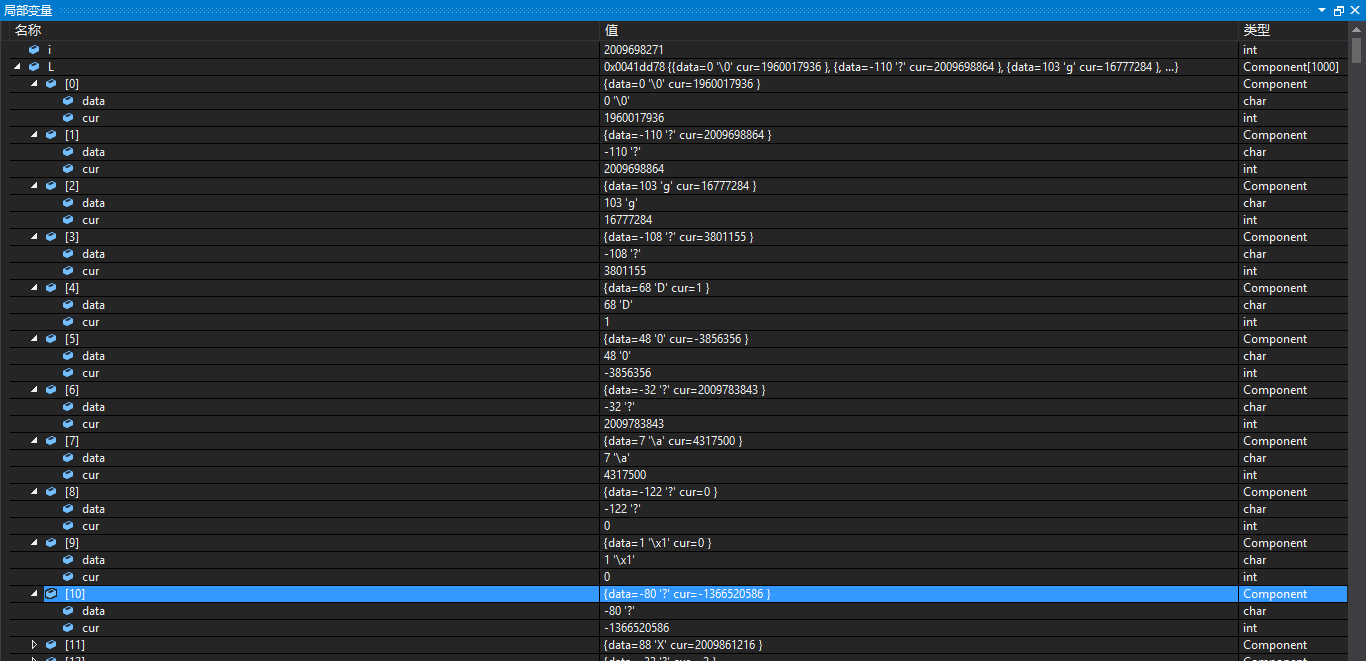 局部变量
名称 值 类型
i 2009698271 int
L 0x0041dd78 {{data=0 '\0' cur=1960017936 }, {data=-110 '?' cur=2009698864 }, {data=103 'g' cur=16777284 }, ...} Component[1000]
[0] {data=0 '\0' cur=1960017936 } Component
data 0 '\0' char
cur 1960017936 int
[1] {data=-110 '?' cur=2009698864 } Component
data -110 '?' char
cur 2009698864 int
[2] {data=103 'g' cur=16777284 } Component
data 103 'g' char
cur 16777284 int
[3] {data=-108 '?' cur=3801155 } Component
data -108 '?' char
cur 3801155 int
[4] {data=68 'D' cur=1 } Component
data 68 'D' char
cur 1 int
[5] {data=48 '0' cur=-3856356 } Component
data 48 '0' char
cur -3856356 int
[6] {data=-32 '?' cur=2009783843 } Component
data -32 '?' char
cur 2009783843 int
[7] {data=7 '\a' cur=4317500 } Component
data 7 '\a' char
cur 4317500 int
[8] {data=-122 '?' cur=0 } Component
data -122 '?' char
cur 0 int
[9] {data=1 '\x1' cur=0 } Component
data 1 '\x1' char
cur 0 int
[10] {data=-80 '?' cur=-1366520586 } Component
data -80 '?' char
cur -1366520586 int
[11] {data=88 'X' cur=2009861216 } Component